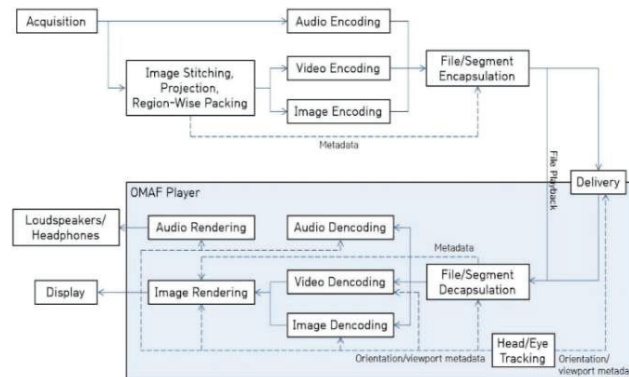 Acquisition
Audio Encoding
Image Stitching,
Projection,
Region-Wise Packing
Video Encoding
Image Encoding
File/Segment
Encapsulation
Metadata
File Playback
Delivery
OMAF Player
Loudspeakers/
Headphones
Audio Rendering
Audio Dencoding
Metadata
Display
Image Rendering
Video Dencoding
File/Segment
Decapsulation
Image Dencoding
Orientation/viewport metadata
Head/Eye
Tracking
Orientation/
viewport metadata